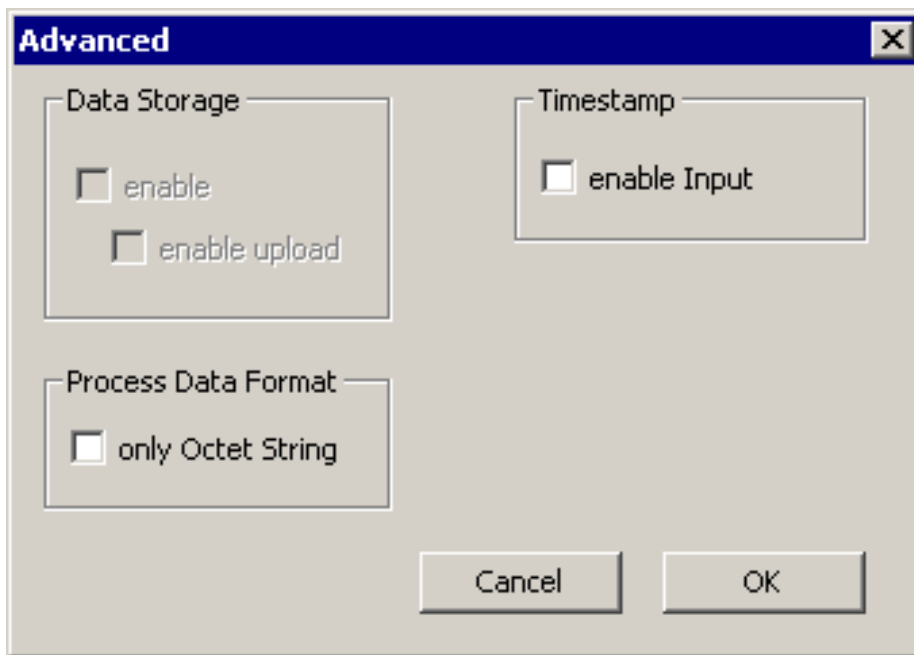 Advanced
Data Storage
enable
enable upload
Timestamp
enable Input
Process Data Format
only Octet String
Cancel
OK